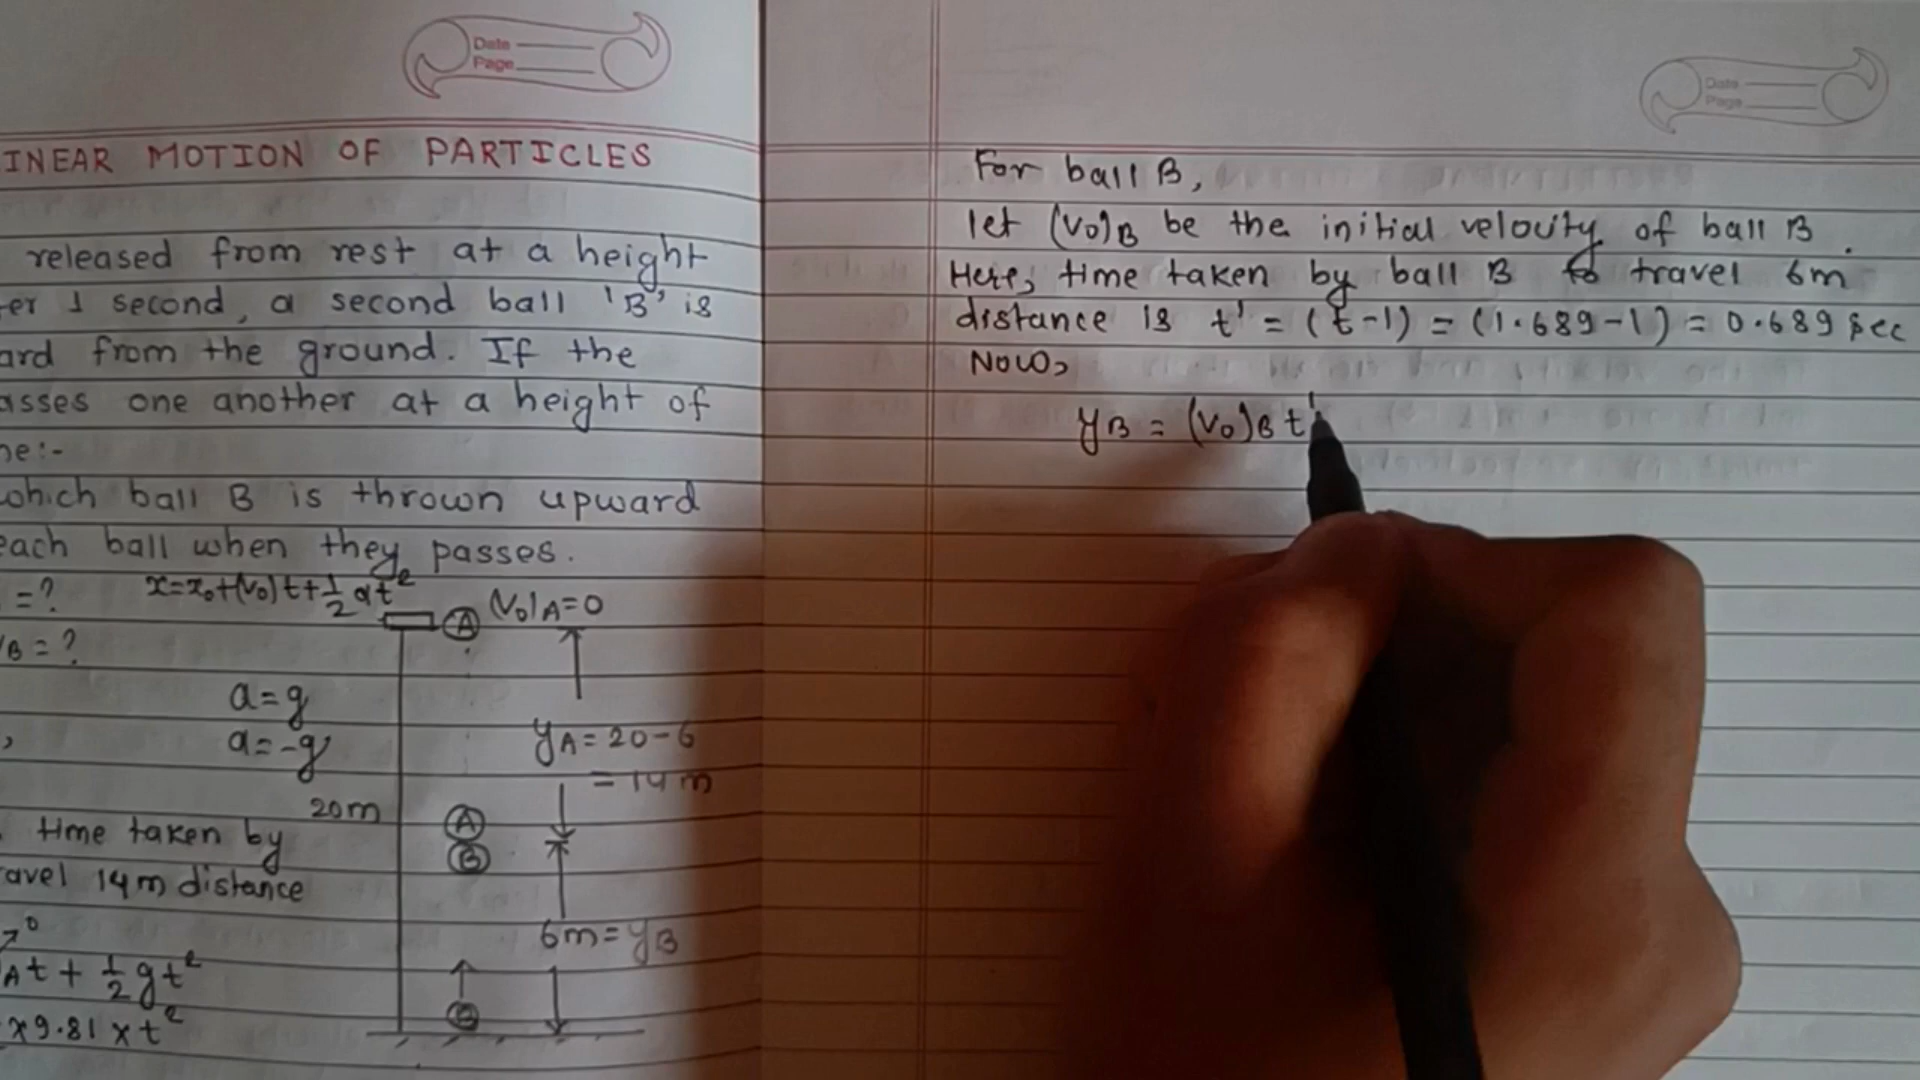 Date
Page
INEAR MOTION OF PARTICLES
released from rest at a height
er 1 second, a second ball 'B' is
ard from the ground. If the
asses one another at a height of
ne:-
which ball B is thrown upward
each ball when they passes.
=? x=x₀+(v₀)t+½at²
B=?
a=g
a=-g
time taken by
avel 14m distance
At + ½gt²
x9.81xt²
A (V₀)A=0
yA=20-6
=14m
20m
A
B
6m=yB
B
Date
Page
For ball B,
let (V₀)B be the initial velocity of ball B.
Here, time taken by ball B to travel 6m
distance is t' = (t-1) = (1.689-1) = 0.689 sec
Now,
yB = (V₀)B t'